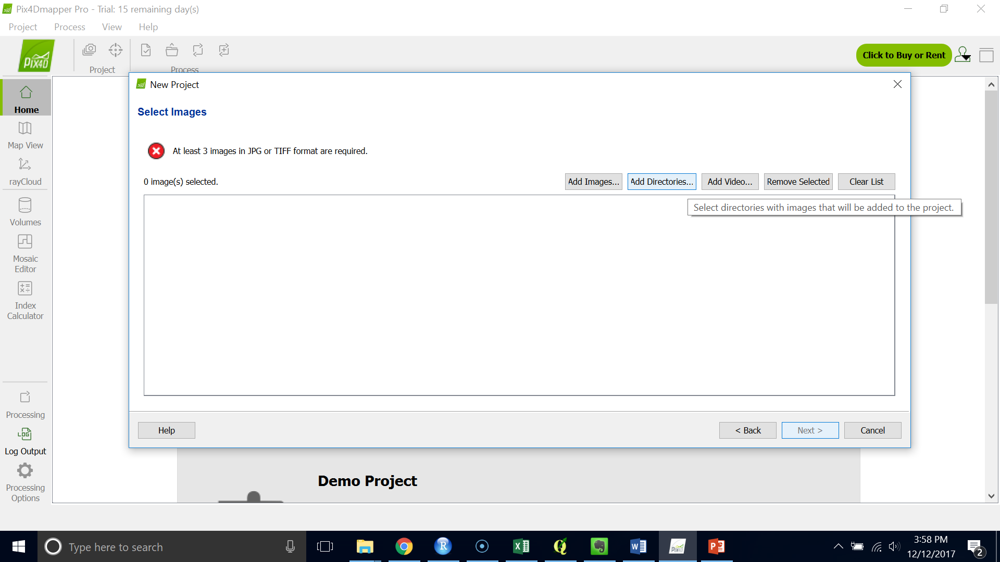 Pix4Dmapper Pro - Trial: 15 remaining day(s)
Project Process View Help
PIX4D
Project
Process
Click to Buy or Rent
Home
Map View
rayCloud
Volumes
Mosaic
Editor
Index
Calculator
Processing
LOG
Log Output
Processing
Options
New Project
Select Images
At least 3 images in JPG or TIFF format are required.
0 image(s) selected.
Add Images...
Add Directories...
Add Video...
Remove Selected
Clear List
Select directories with images that will be added to the project.
Help
< Back
Next >
Cancel
Demo Project
Type here to search
R
X
W
PIX4D
P
3:58 PM
12/12/2017
2